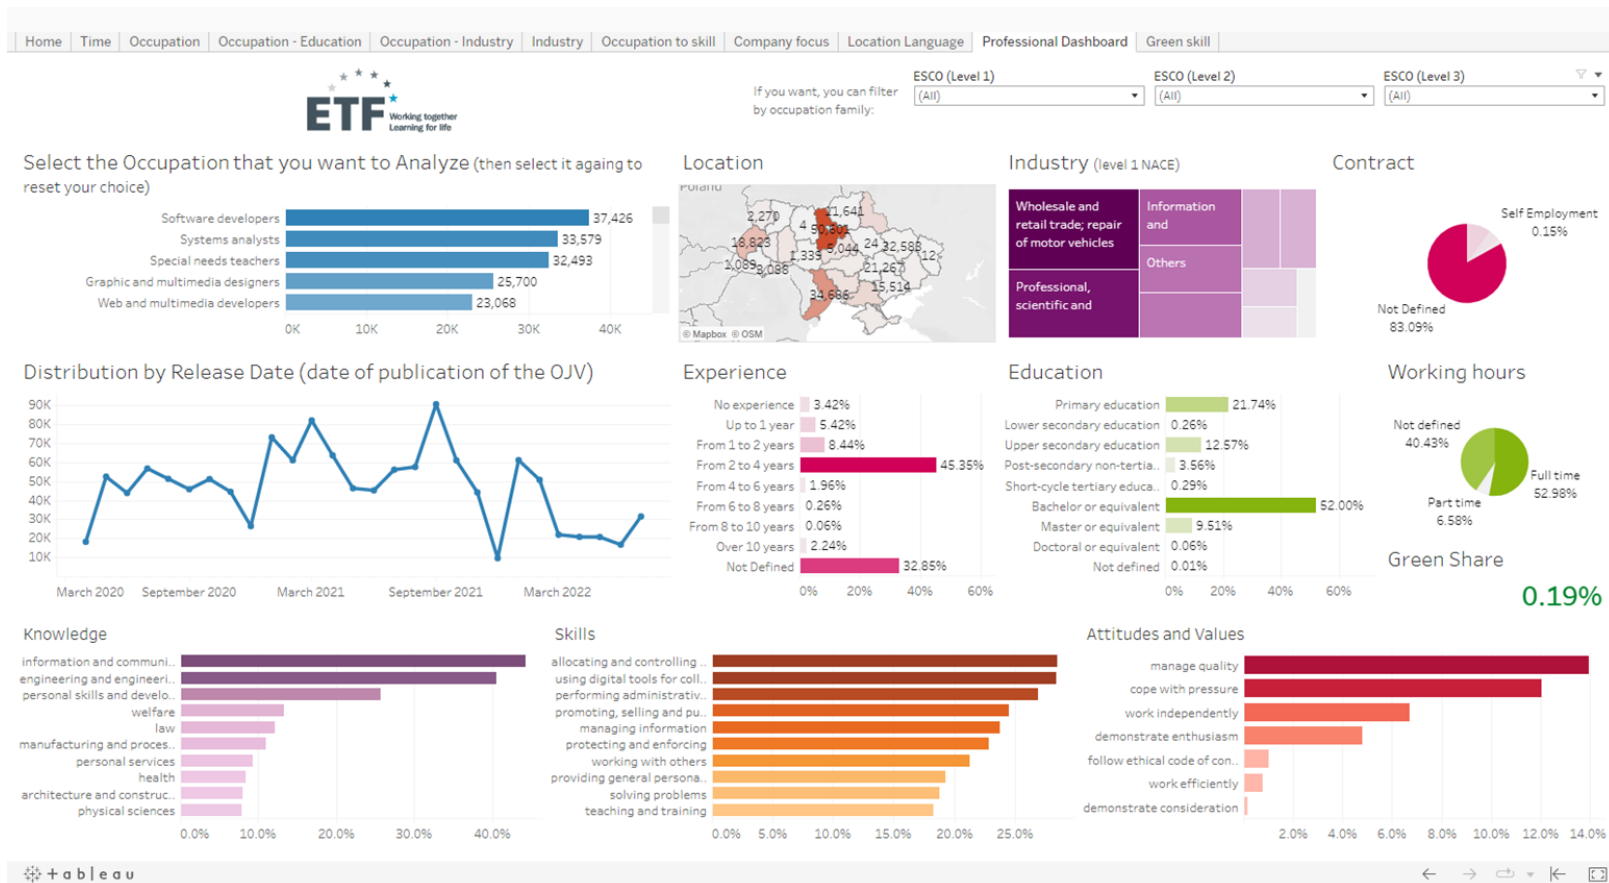 Home Time Occupation Occupation - Education Occupation - Industry Industry Occupation to skill Company focus Location Language Professional Dashboard Green skill
ETF Working together
Learning for life
If you want, you can filter
by occupation family:
ESCO (Level 1) ESCO (Level 2) ESCO (Level 3)
(All) (All) (All)
Select the Occupation that you want to Analyze (then select it againg to
reset your choice)
Software developers 37,426
Systems analysts 33,579
Special needs teachers 32,493
Graphic and multimedia designers 25,700
Web and multimedia developers 23,068
0K 10K 20K 30K 40K
Location
Poland
2,270
4
21,641
18,823
1,339
5,044
24
32,583
12
1,089
3,088
21,267
34,686
15,514
© Mapbox © OSM
Industry (level 1 NACE)
Wholesale and
retail trade; repair
of motor vehicles
Professional,
scientific and
Information
and
Others
Contract
Self Employment
0.15%
Not Defined
83.09%
Distribution by Release Date (date of publication of the OJV)
90K
80K
70K
60K
50K
40K
30K
20K
10K
March 2020 September 2020 March 2021 September 2021 March 2022
Experience
No experience 3.42%
Up to 1 year 5.42%
From 1 to 2 years 8.44%
From 2 to 4 years 45.35%
From 4 to 6 years 1.96%
From 6 to 8 years 0.26%
From 8 to 10 years 0.06%
Over 10 years 2.24%
Not Defined 32.85%
0% 20% 40% 60%
Education
Primary education 21.74%
Lower secondary education 0.26%
Upper secondary education 12.57%
Post-secondary non-tertia.. 3.56%
Short-cycle tertiary educa.. 0.29%
Bachelor or equivalent 52.00%
Master or equivalent 9.51%
Doctoral or equivalent 0.06%
Not defined 0.01%
0% 20% 40% 60%
Working hours
Not defined
40.43%
Full time
52.98%
Part time
6.58%
Green Share
0.19%
Knowledge
information and communi..
engineering and engineeri..
personal skills and develo..
welfare
law
manufacturing and proces..
personal services
health
architecture and construc..
physical sciences
0.0% 10.0% 20.0% 30.0% 40.0%
Skills
allocating and controlling ..
using digital tools for coll..
performing administrativ..
promoting, selling and pu..
managing information
protecting and enforcing
working with others
providing general persona..
solving problems
teaching and training
0.0% 5.0% 10.0% 15.0% 20.0% 25.0%
Attitudes and Values
manage quality
cope with pressure
work independently
demonstrate enthusiasm
follow ethical code of con..
work efficiently
demonstrate consideration
2.0% 4.0% 6.0% 8.0% 10.0% 12.0% 14.0%
+ableau